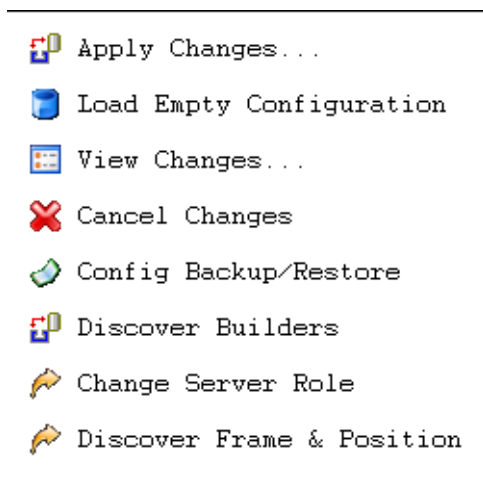 Apply Changes...
Load Empty Configuration
View Changes...
Cancel Changes
Config Backup/Restore
Discover Builders
Change Server Role
Discover Frame & Position